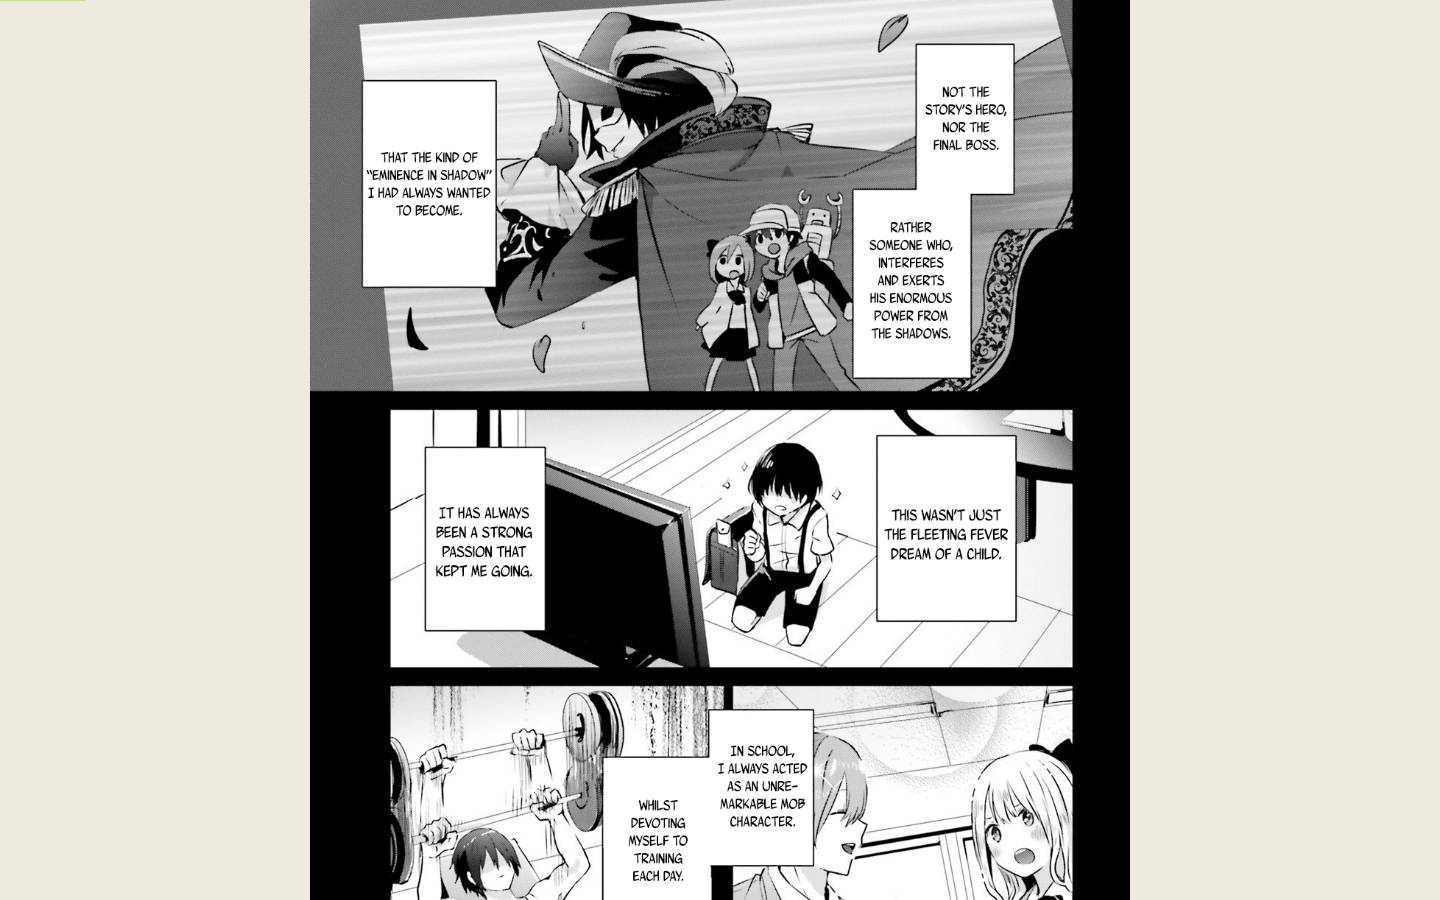 NOT THE
STORY'S HERO,
NOR THE
FINAL BOSS.
RATHER
SOMEONE WHO,
INTERFERES
AND EXERTS
HIS ENORMOUS
POWER FROM
THE SHADOWS.
THAT THE KIND OF
"EMINENCE IN SHADOW"
I HAD ALWAYS WANTED
TO BECOME.
THIS WASN'T JUST
THE FLEETING FEVER
DREAM OF A CHILD.
IT HAS ALWAYS
BEEN A STRONG
PASSION THAT
KEPT ME GOING.
IN SCHOOL,
I ALWAYS ACTED
AS AN UNRE-
MARKABLE MOB
CHARACTER.
WHILST
DEVOTING
MYSELF TO
TRAINING
EACH DAY.